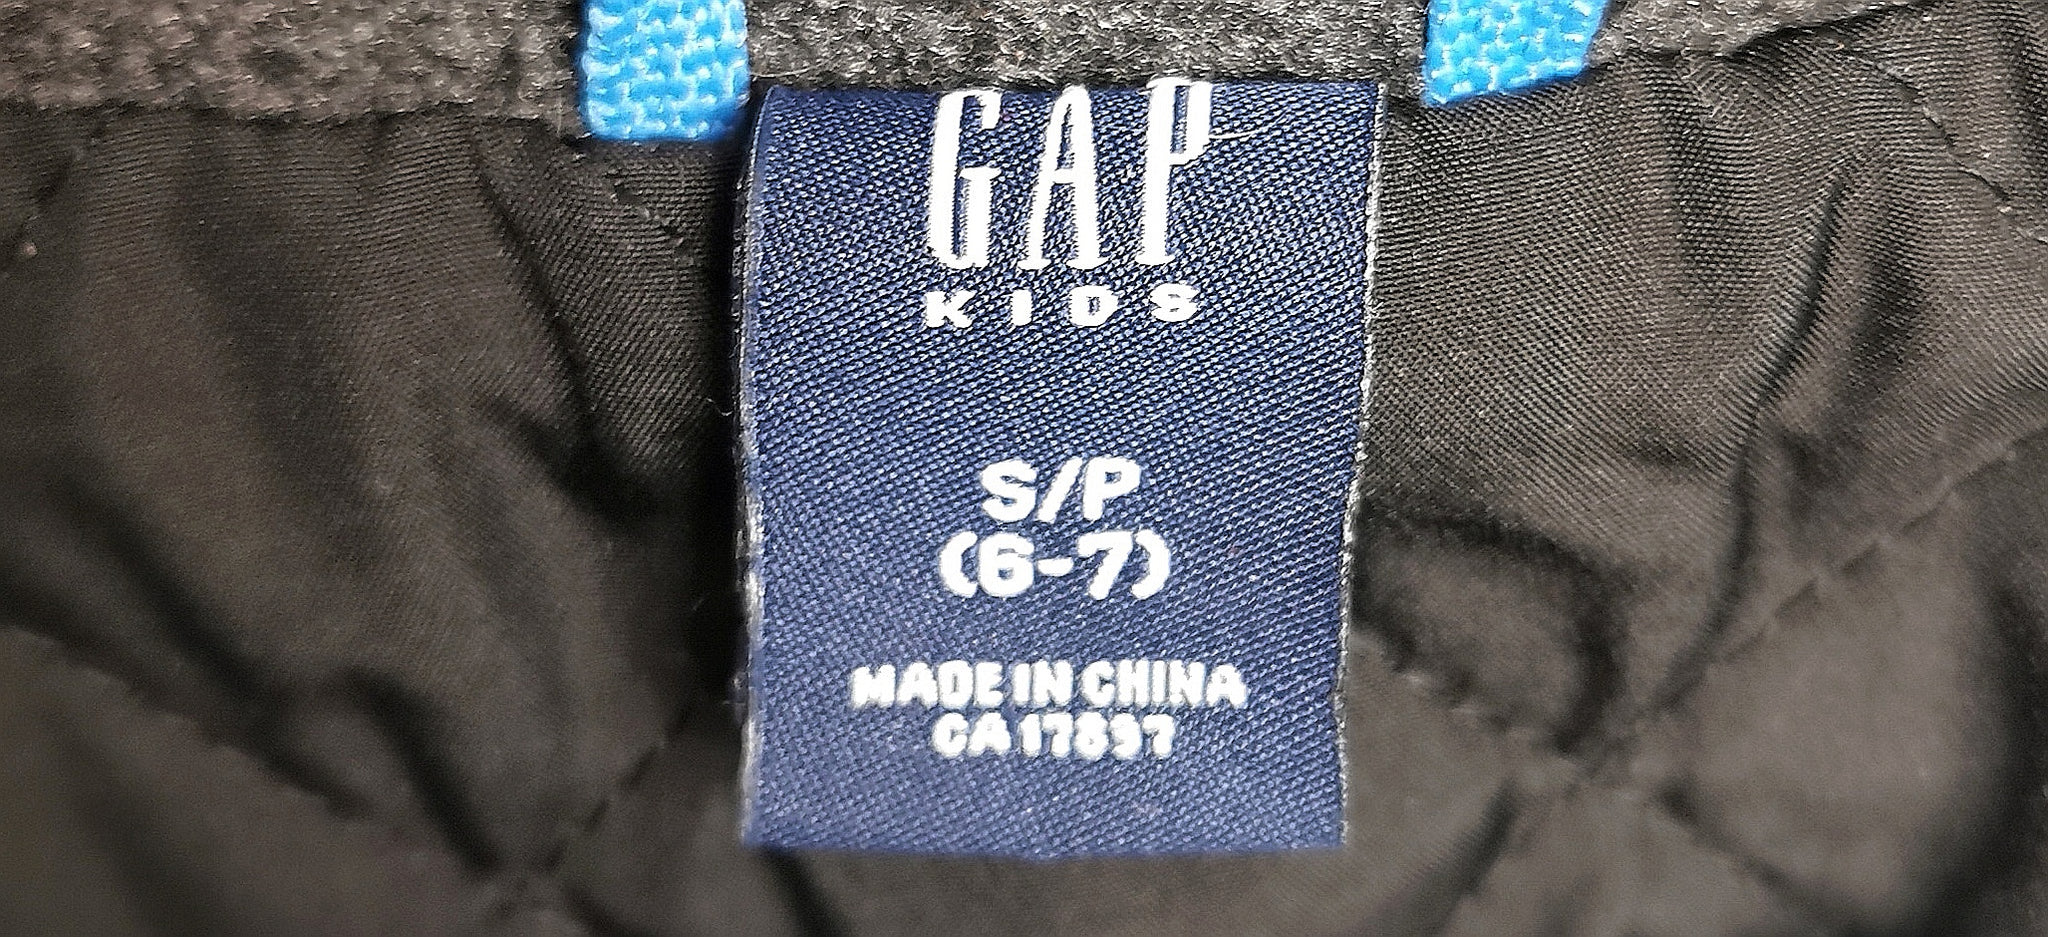 GAP
KIDS
S/P
(6-7)
MADE IN CHINA
CA 17897